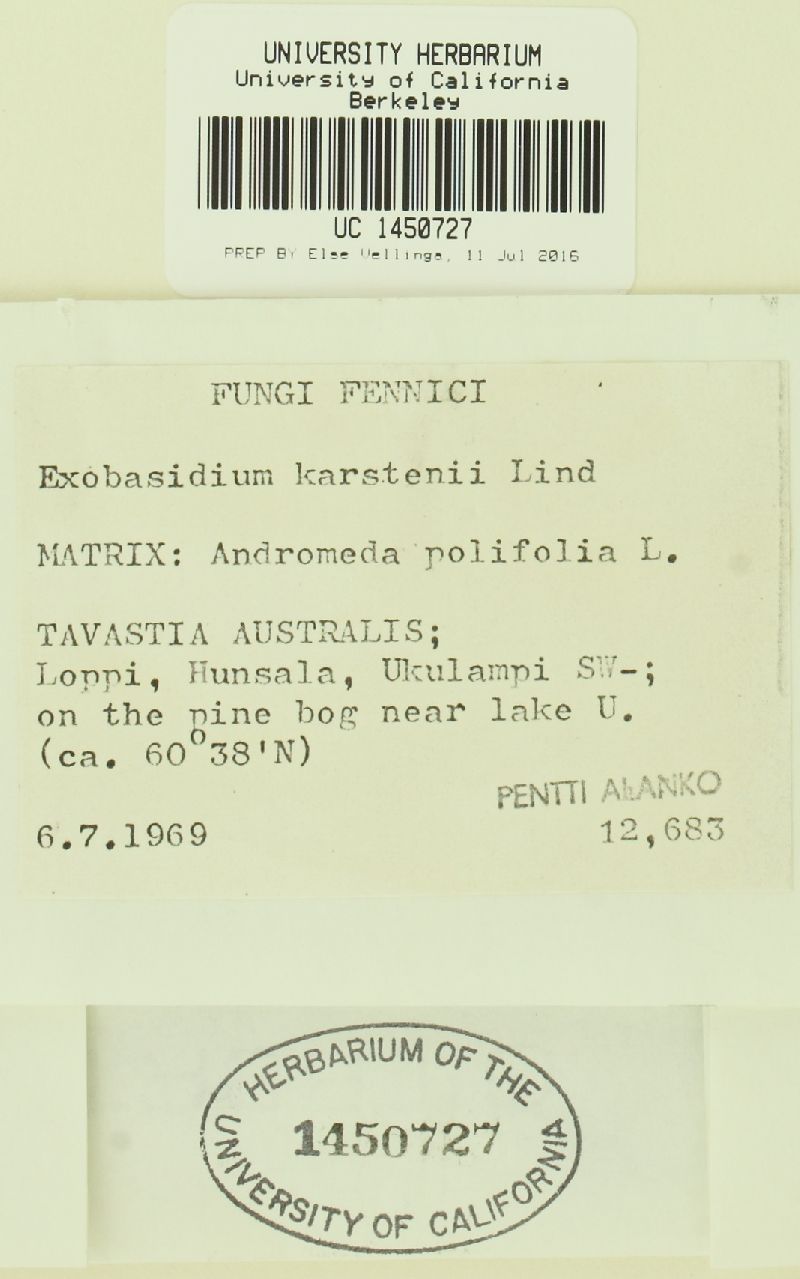 UNIVERSITY HERBARIUM
University of California
Berkeley
UC 1450727
PREP BY Else Vellinga, 11 Jul 2016
FUNGI FENNICI
Exobasidium karstenii Lind
MATRIX: Andromeda polifolia L.
TAVASTIA AUSTRALIS;
Loppi, Hunsala, Ukulampi SW-;
on the pine bog near lake U.
(ca. 60°38'N)
PENTTI ALANKO
6.7.1969 12,683
HERBARIUM OF THE
1450727
UNIVERSITY OF CALIFORNIA